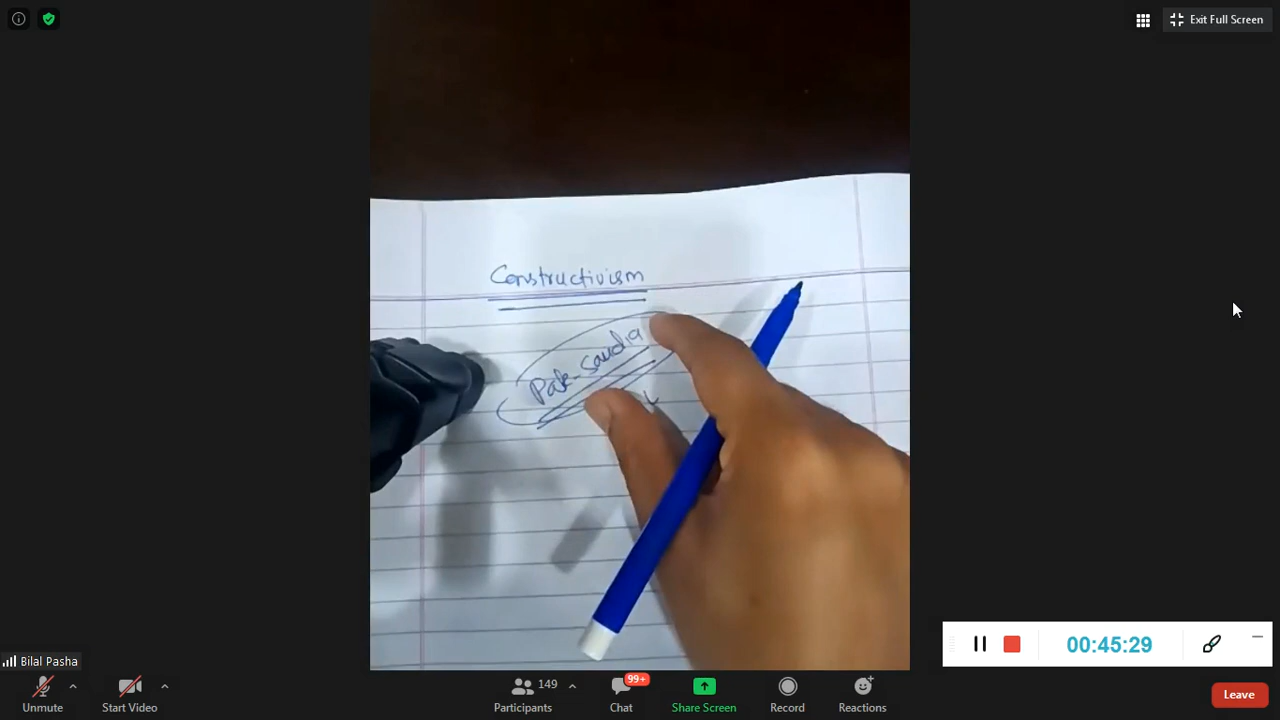 Exit Full Screen
Constructivism
Pak-Saudia
Bilal Pasha
00:45:29
Unmute
Start Video
149
Participants
99+
Chat
Share Screen
Record
Reactions
Leave